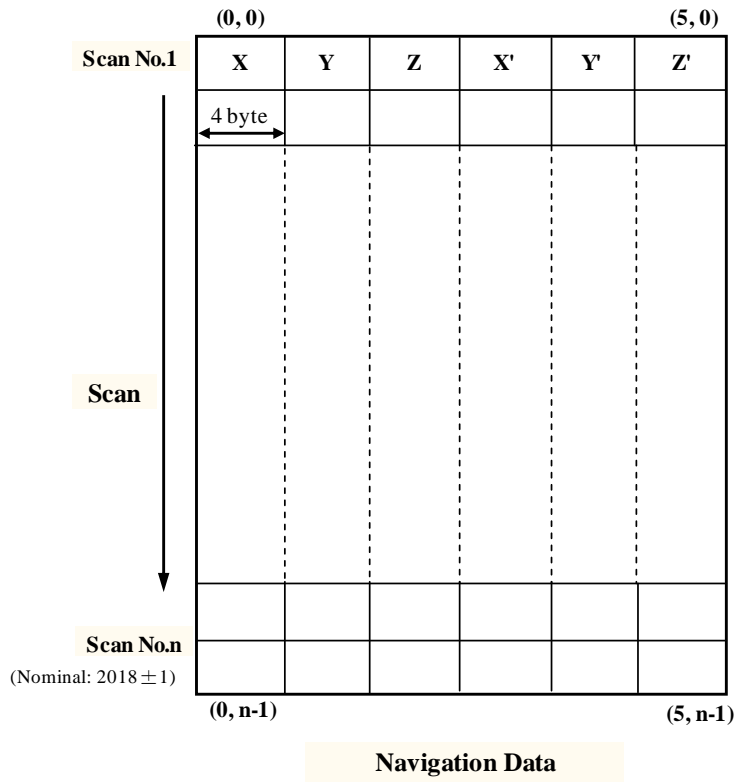 (0, 0) (5, 0)
Scan No.1 X Y Z X' Y' Z'
4 byte
Scan
Scan No.n
(Nominal: 2018 ± 1)
(0, n-1) (5, n-1)
Navigation Data